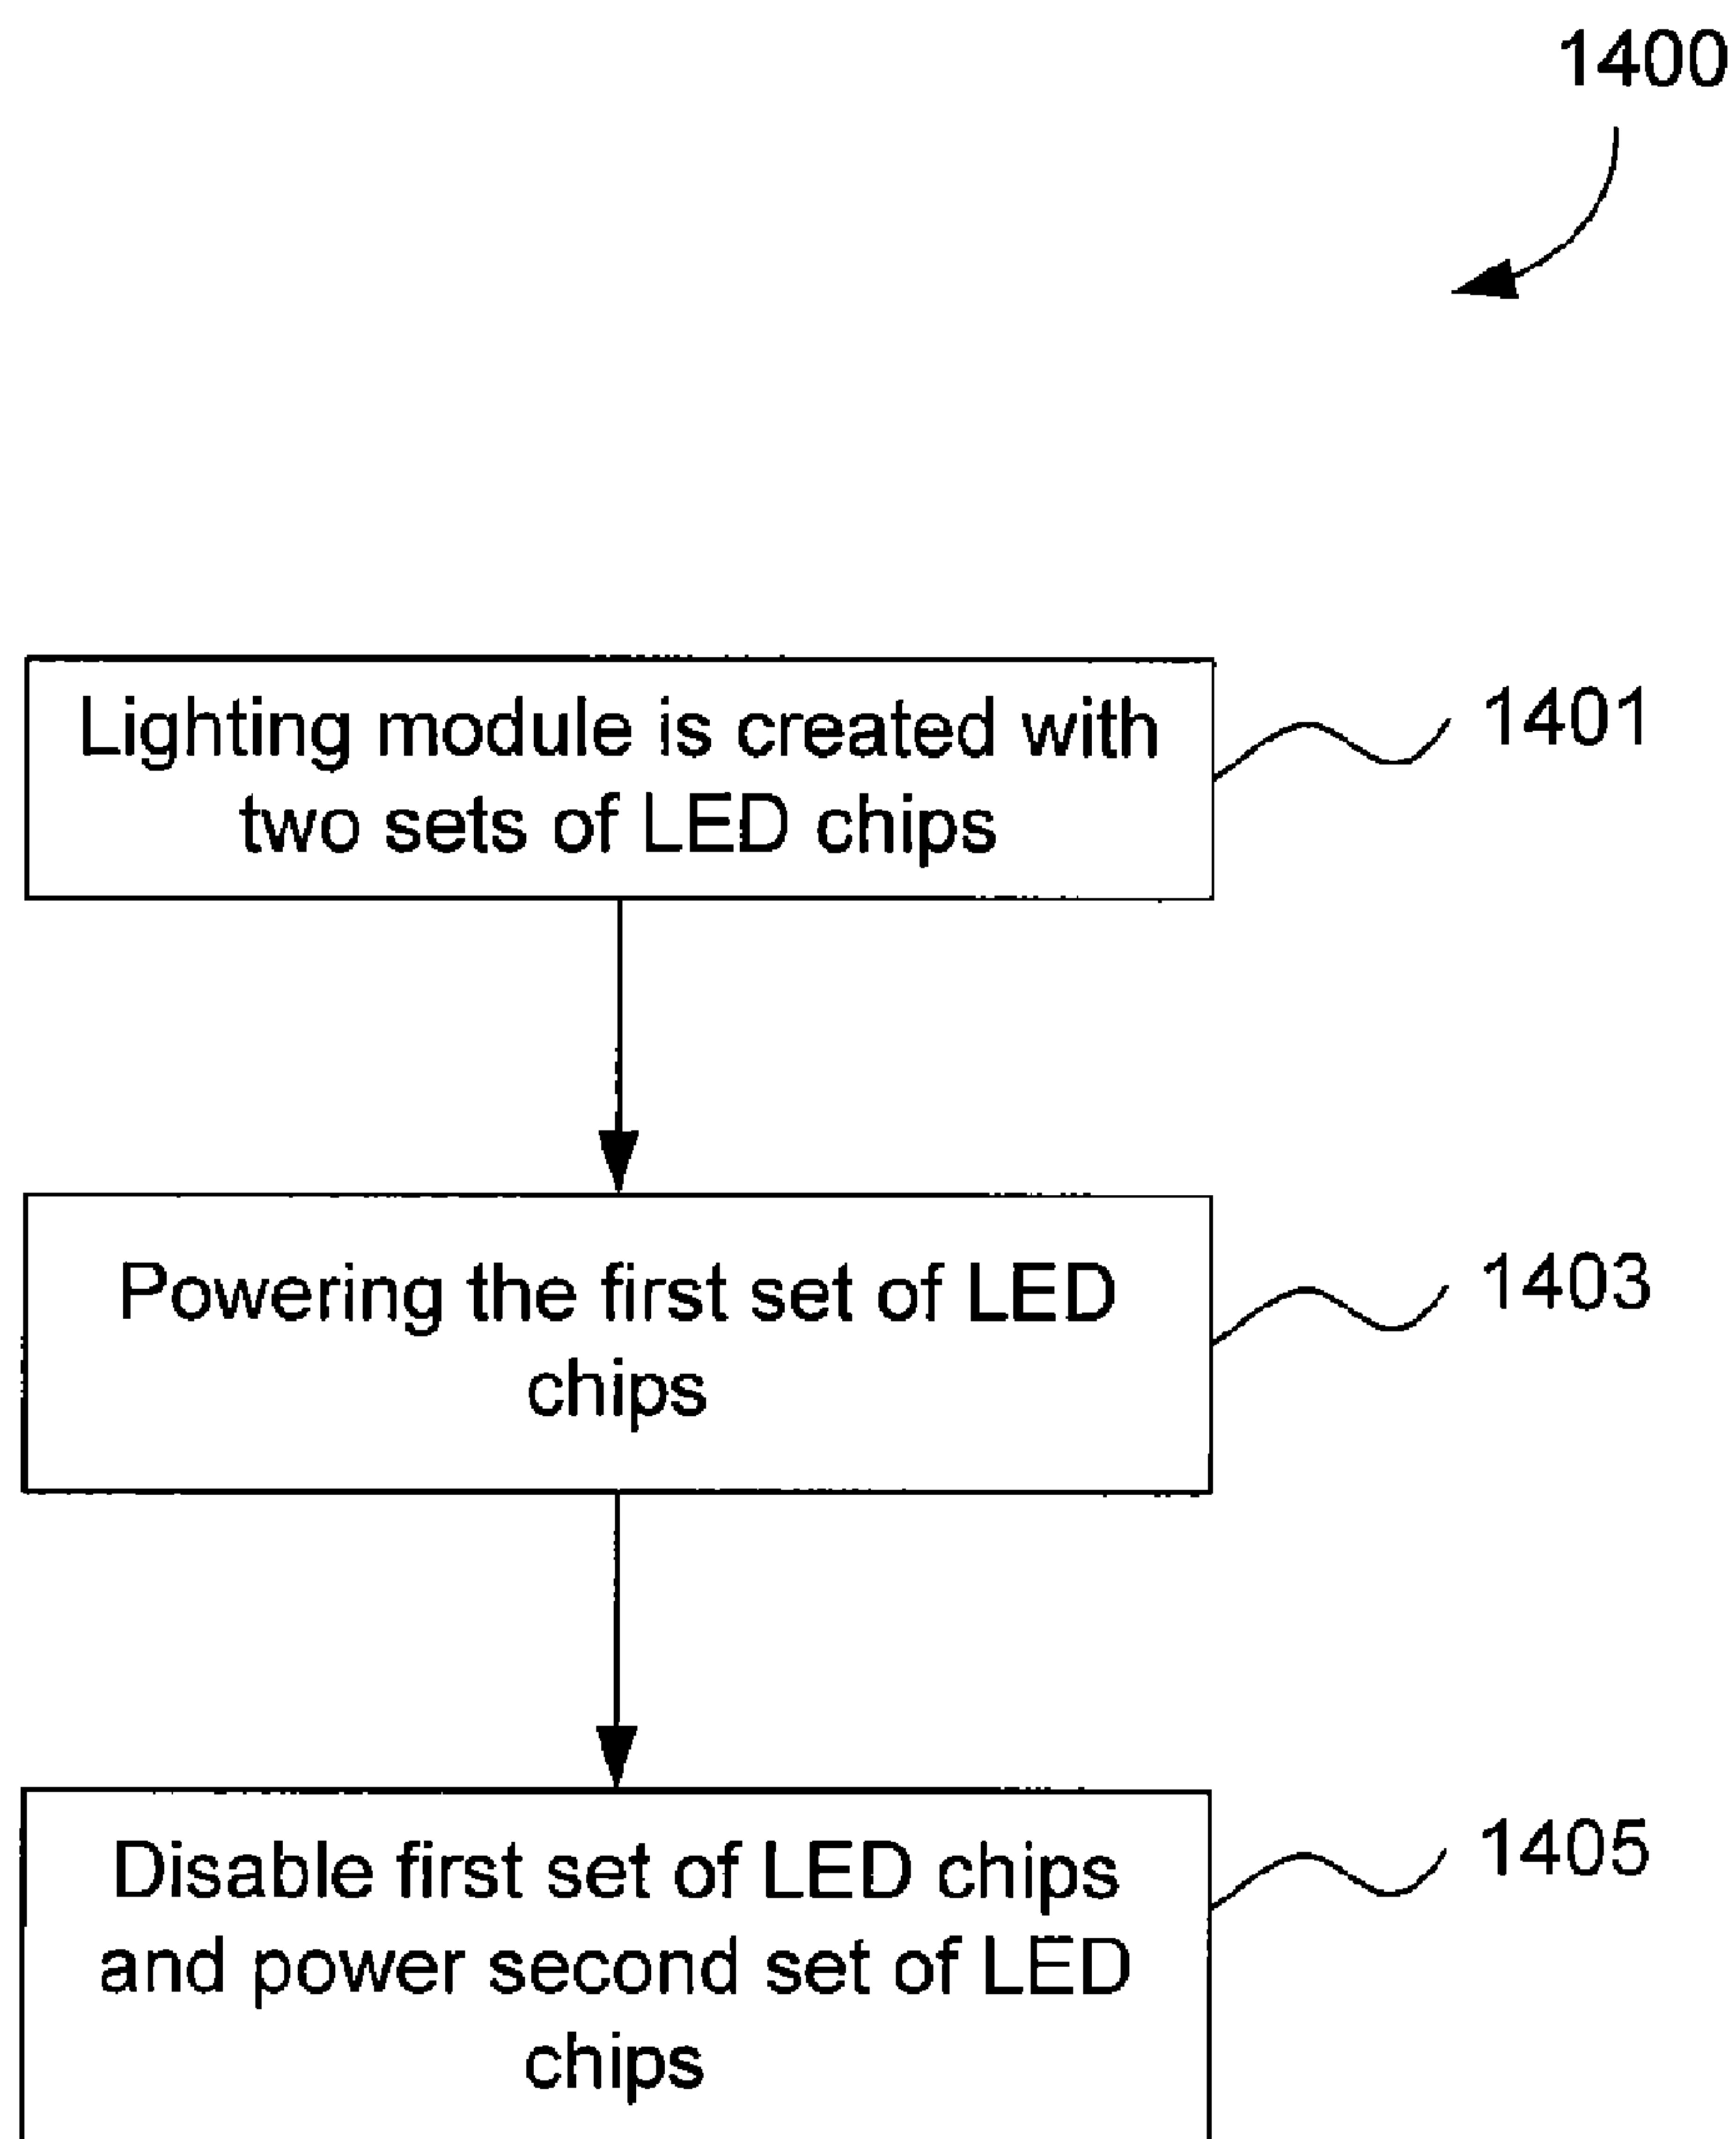 1400
Lighting module is created with
two sets of LED chips
1401
Powering the first set of LED
chips
1403
Disable first set of LED chips
and power second set of LED
chips
1405